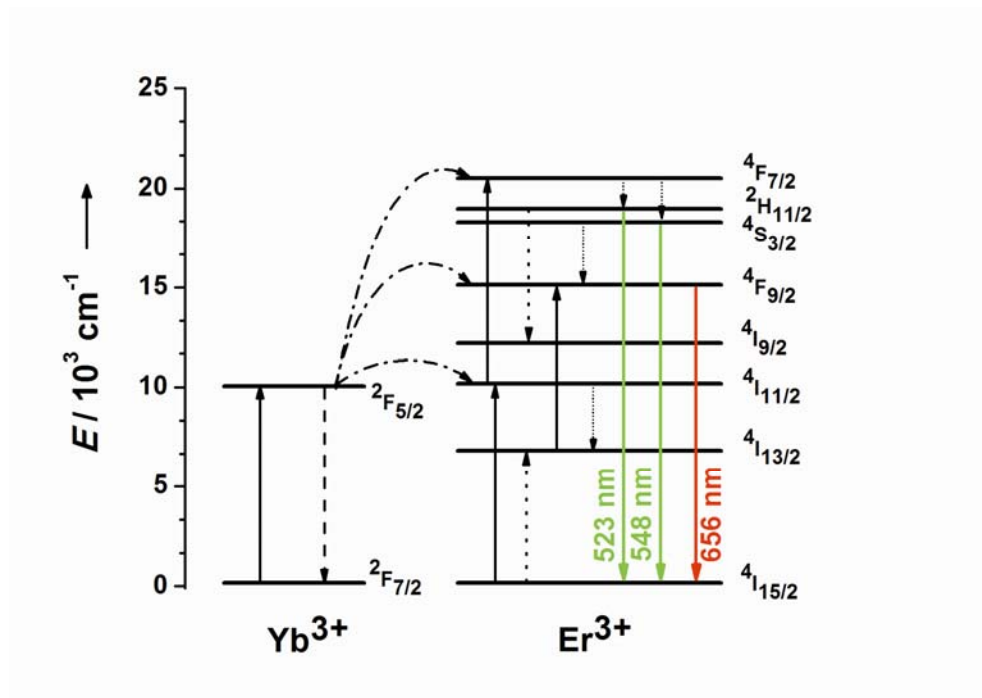 E / 10³ cm⁻¹
25
20
15
10
5
0
²F₅/₂
²F₇/₂
⁴F₇/₂
²H₁₁/₂
⁴S₃/₂
⁴F₉/₂
⁴I₉/₂
⁴I₁₁/₂
⁴I₁₃/₂
⁴I₁₅/₂
523 nm
548 nm
656 nm
Yb³⁺
Er³⁺